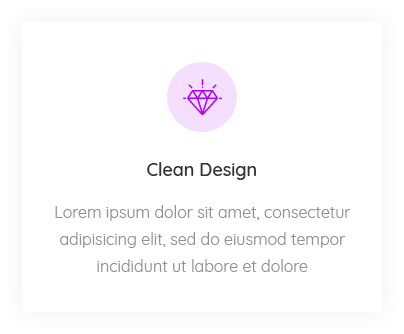 Clean Design
Lorem ipsum dolor sit amet, consectetur
adipisicing elit, sed do eiusmod tempor
incididunt ut labore et dolore